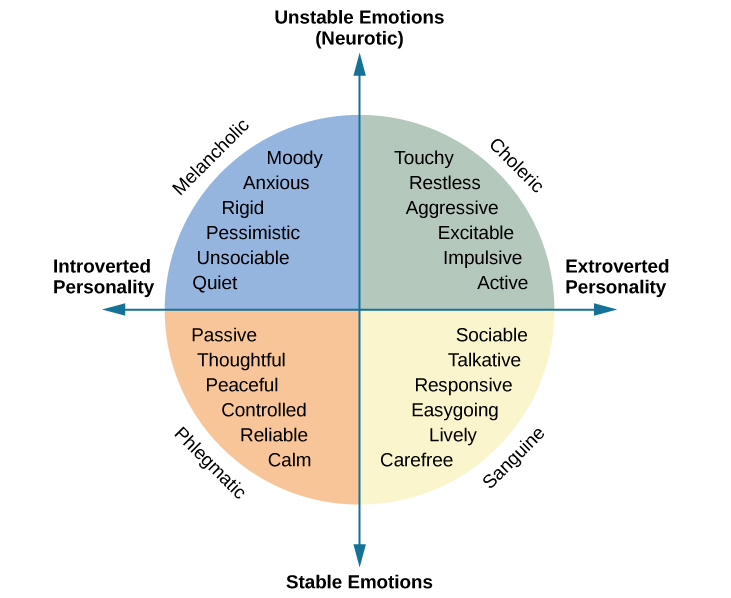 Unstable Emotions
(Neurotic)
Melancholic
Choleric
Moody
Anxious
Rigid
Pessimistic
Unsociable
Quiet
Touchy
Restless
Aggressive
Excitable
Impulsive
Active
Introverted
Personality
Extroverted
Personality
Passive
Thoughtful
Peaceful
Controlled
Reliable
Calm
Sociable
Talkative
Responsive
Easygoing
Lively
Carefree
Phlegmatic
Sanguine
Stable Emotions